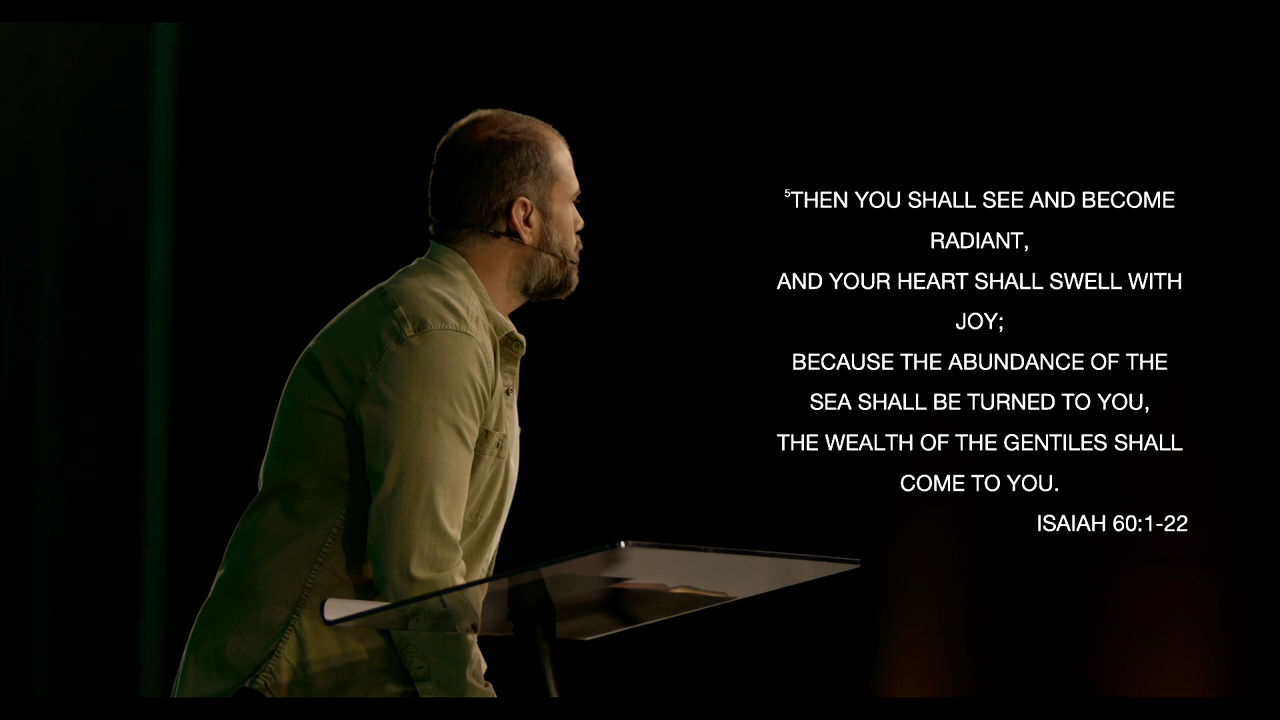 ⁵THEN YOU SHALL SEE AND BECOME
RADIANT,
AND YOUR HEART SHALL SWELL WITH
JOY;
BECAUSE THE ABUNDANCE OF THE
SEA SHALL BE TURNED TO YOU,
THE WEALTH OF THE GENTILES SHALL
COME TO YOU.
ISAIAH 60:1-22